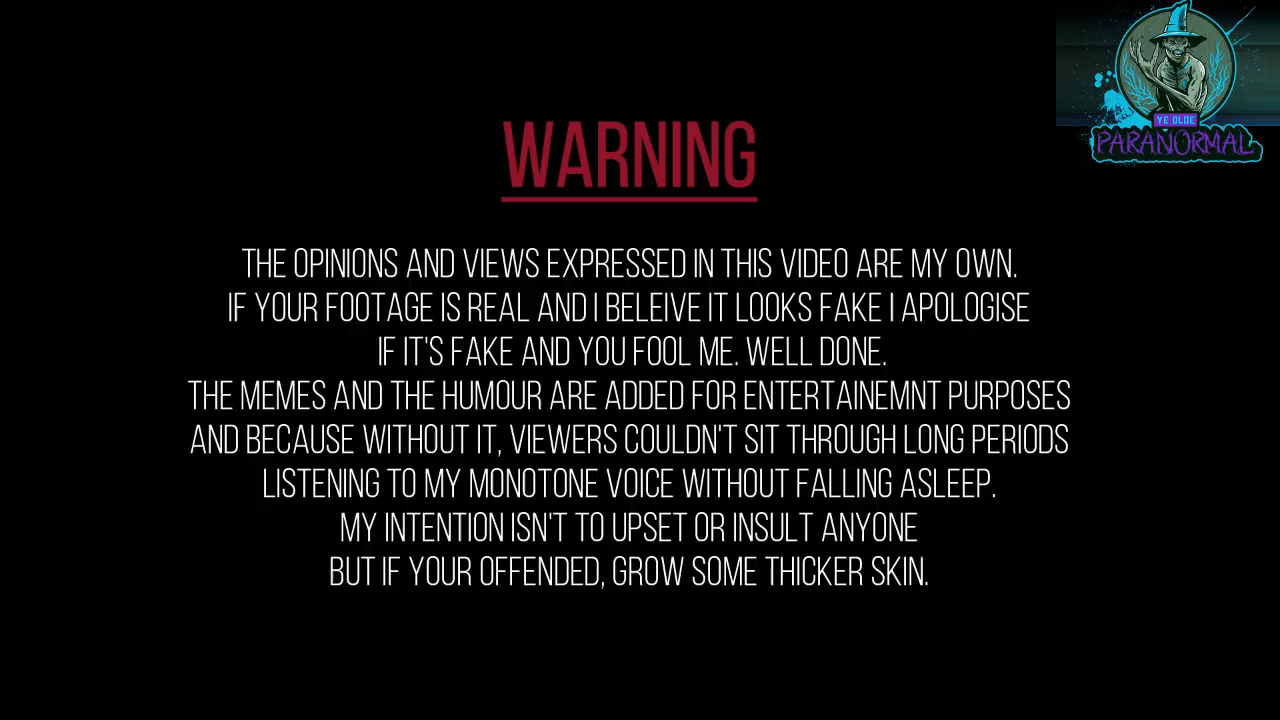 YE OLDE
PARANORMAL
WARNING
THE OPINIONS AND VIEWS EXPRESSED IN THIS VIDEO ARE MY OWN.
IF YOUR FOOTAGE IS REAL AND I BELEIVE IT LOOKS FAKE I APOLOGISE
IF IT'S FAKE AND YOU FOOL ME. WELL DONE.
THE MEMES AND THE HUMOUR ARE ADDED FOR ENTERTAINEMNT PURPOSES
AND BECAUSE WITHOUT IT, VIEWERS COULDN'T SIT THROUGH LONG PERIODS
LISTENING TO MY MONOTONE VOICE WITHOUT FALLING ASLEEP.
MY INTENTION ISN'T TO UPSET OR INSULT ANYONE
BUT IF YOUR OFFENDED, GROW SOME THICKER SKIN.